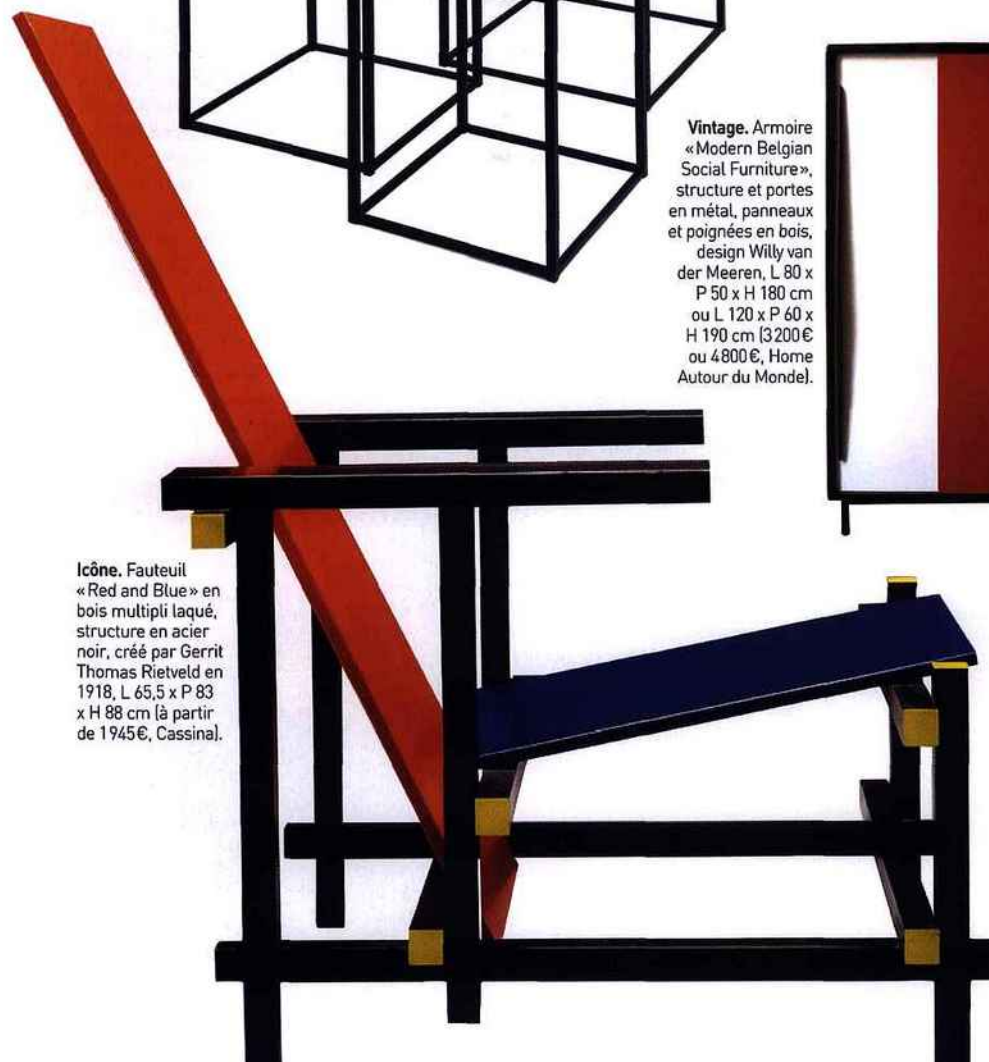 Vintage. Armoire
«Modern Belgian
Social Furniture»,
structure et portes
en métal, panneaux
et poignées en bois,
design Willy van
der Meeren, L 80 x
P 50 x H 180 cm
ou L 120 x P 60 x
H 190 cm (3200€
ou 4800€, Home
Autour du Monde).
Icône. Fauteuil
«Red and Blue» en
bois multipli laqué,
structure en acier
noir, créé par Gerrit
Thomas Rietveld en
1918, L 65,5 x P 83
x H 88 cm (à partir
de 1945€, Cassina).